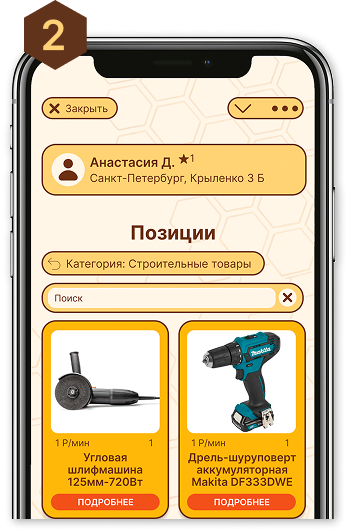 2
Закрыть
Анастасия Д. ★1
Санкт-Петербург, Крыленко 3 Б
Позиции
Категория: Строительные товары
Поиск
makita
1 Р/мин 1
Угловая
шлифмашина
125мм-720Вт
ПОДРОБНЕЕ
1 Р/мин 1
Дрель-шуруповерт
аккумуляторная
Makita DF333DWE
ПОДРОБНЕЕ